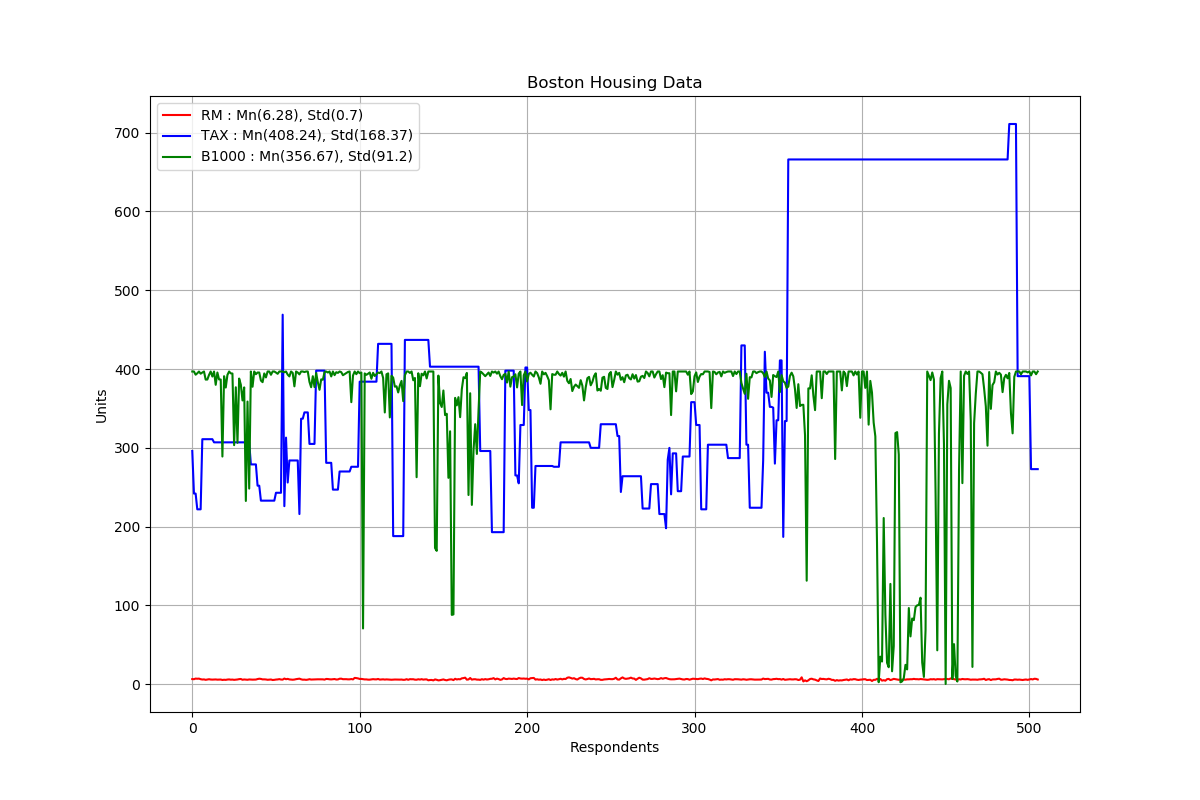 Boston Housing Data
RM : Mn(6.28), Std(0.7)
TAX : Mn(408.24), Std(168.37)
B1000 : Mn(356.67), Std(91.2)
700
600
500
400
300
200
100
0
Units
0 100 200 300 400 500
Respondents